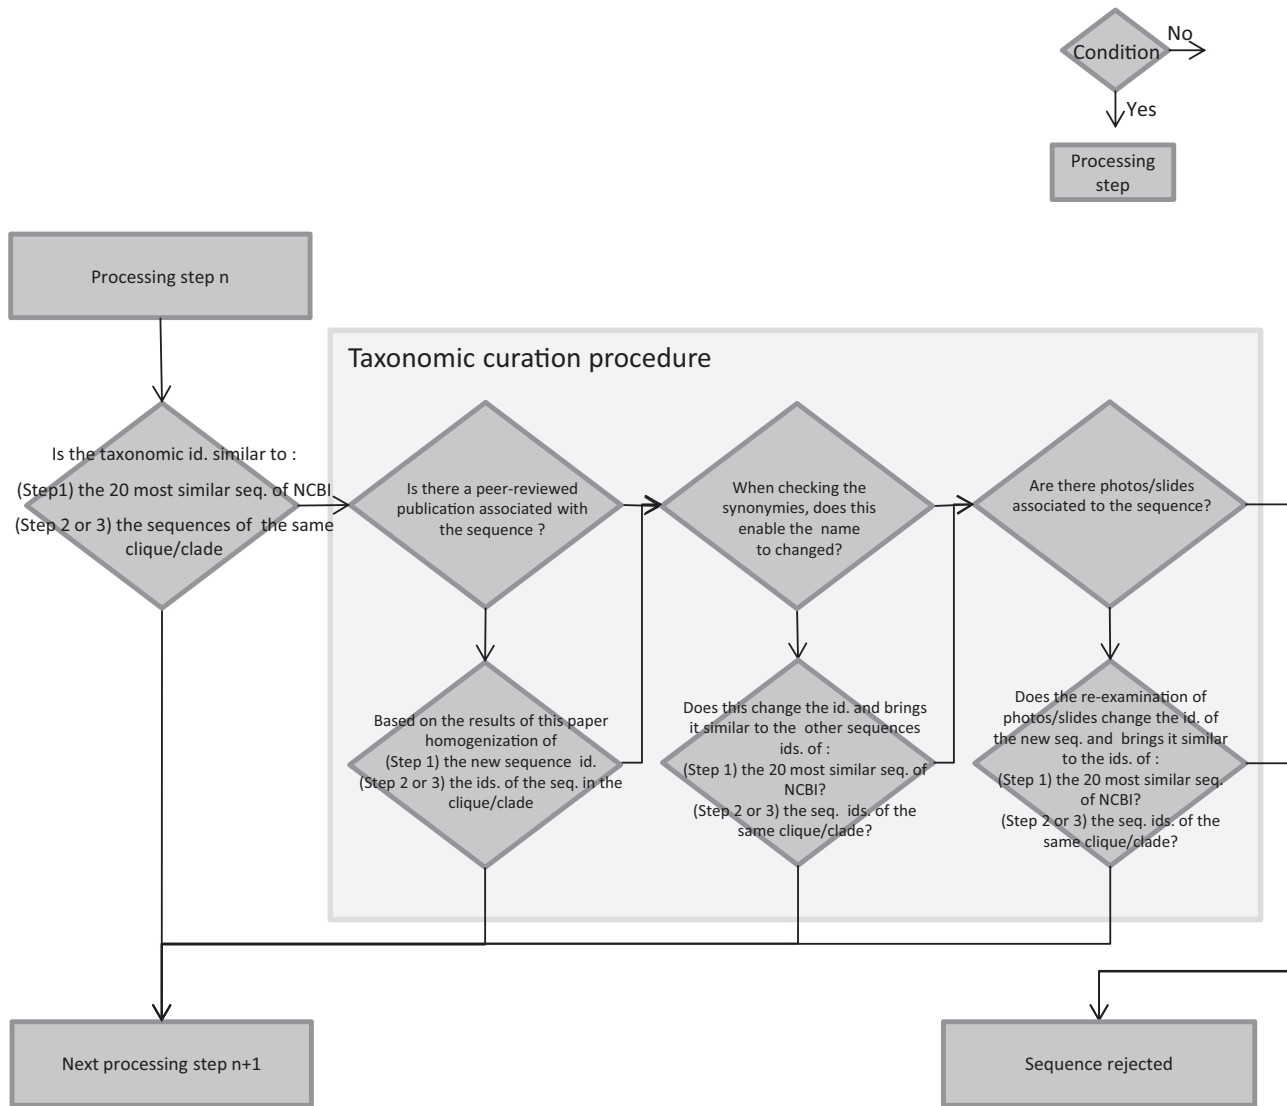 No
Condition
Yes
Processing
step
Processing step n
Taxonomic curation procedure
Is the taxonomic id. similar to :
(Step1) the 20 most similar seq. of NCBI
(Step 2 or 3) the sequences of the same
clique/clade
Is there a peer-reviewed
publication associated with
the sequence ?
When checking the
synonymies, does this
enable the name
to changed?
Are there photos/slides
associated to the sequence?
Based on the results of this paper
homogenization of
(Step 1) the new sequence id.
(Step 2 or 3) the ids. of the seq. in the
clique/clade
Does this change the id. and brings
it similar to the other sequences
ids. of :
(Step 1) the 20 most similar seq. of
NCBI?
(Step 2 or 3) the seq. ids. of the
same clique/clade?
Does the re-examination of
photos/slides change the id. of
the new seq. and brings it similar
to the ids. of :
(Step 1) the 20 most similar seq.
of NCBI?
(Step 2 or 3) the seq. ids. of the
same clique/clade?
Next processing step n+1
Sequence rejected